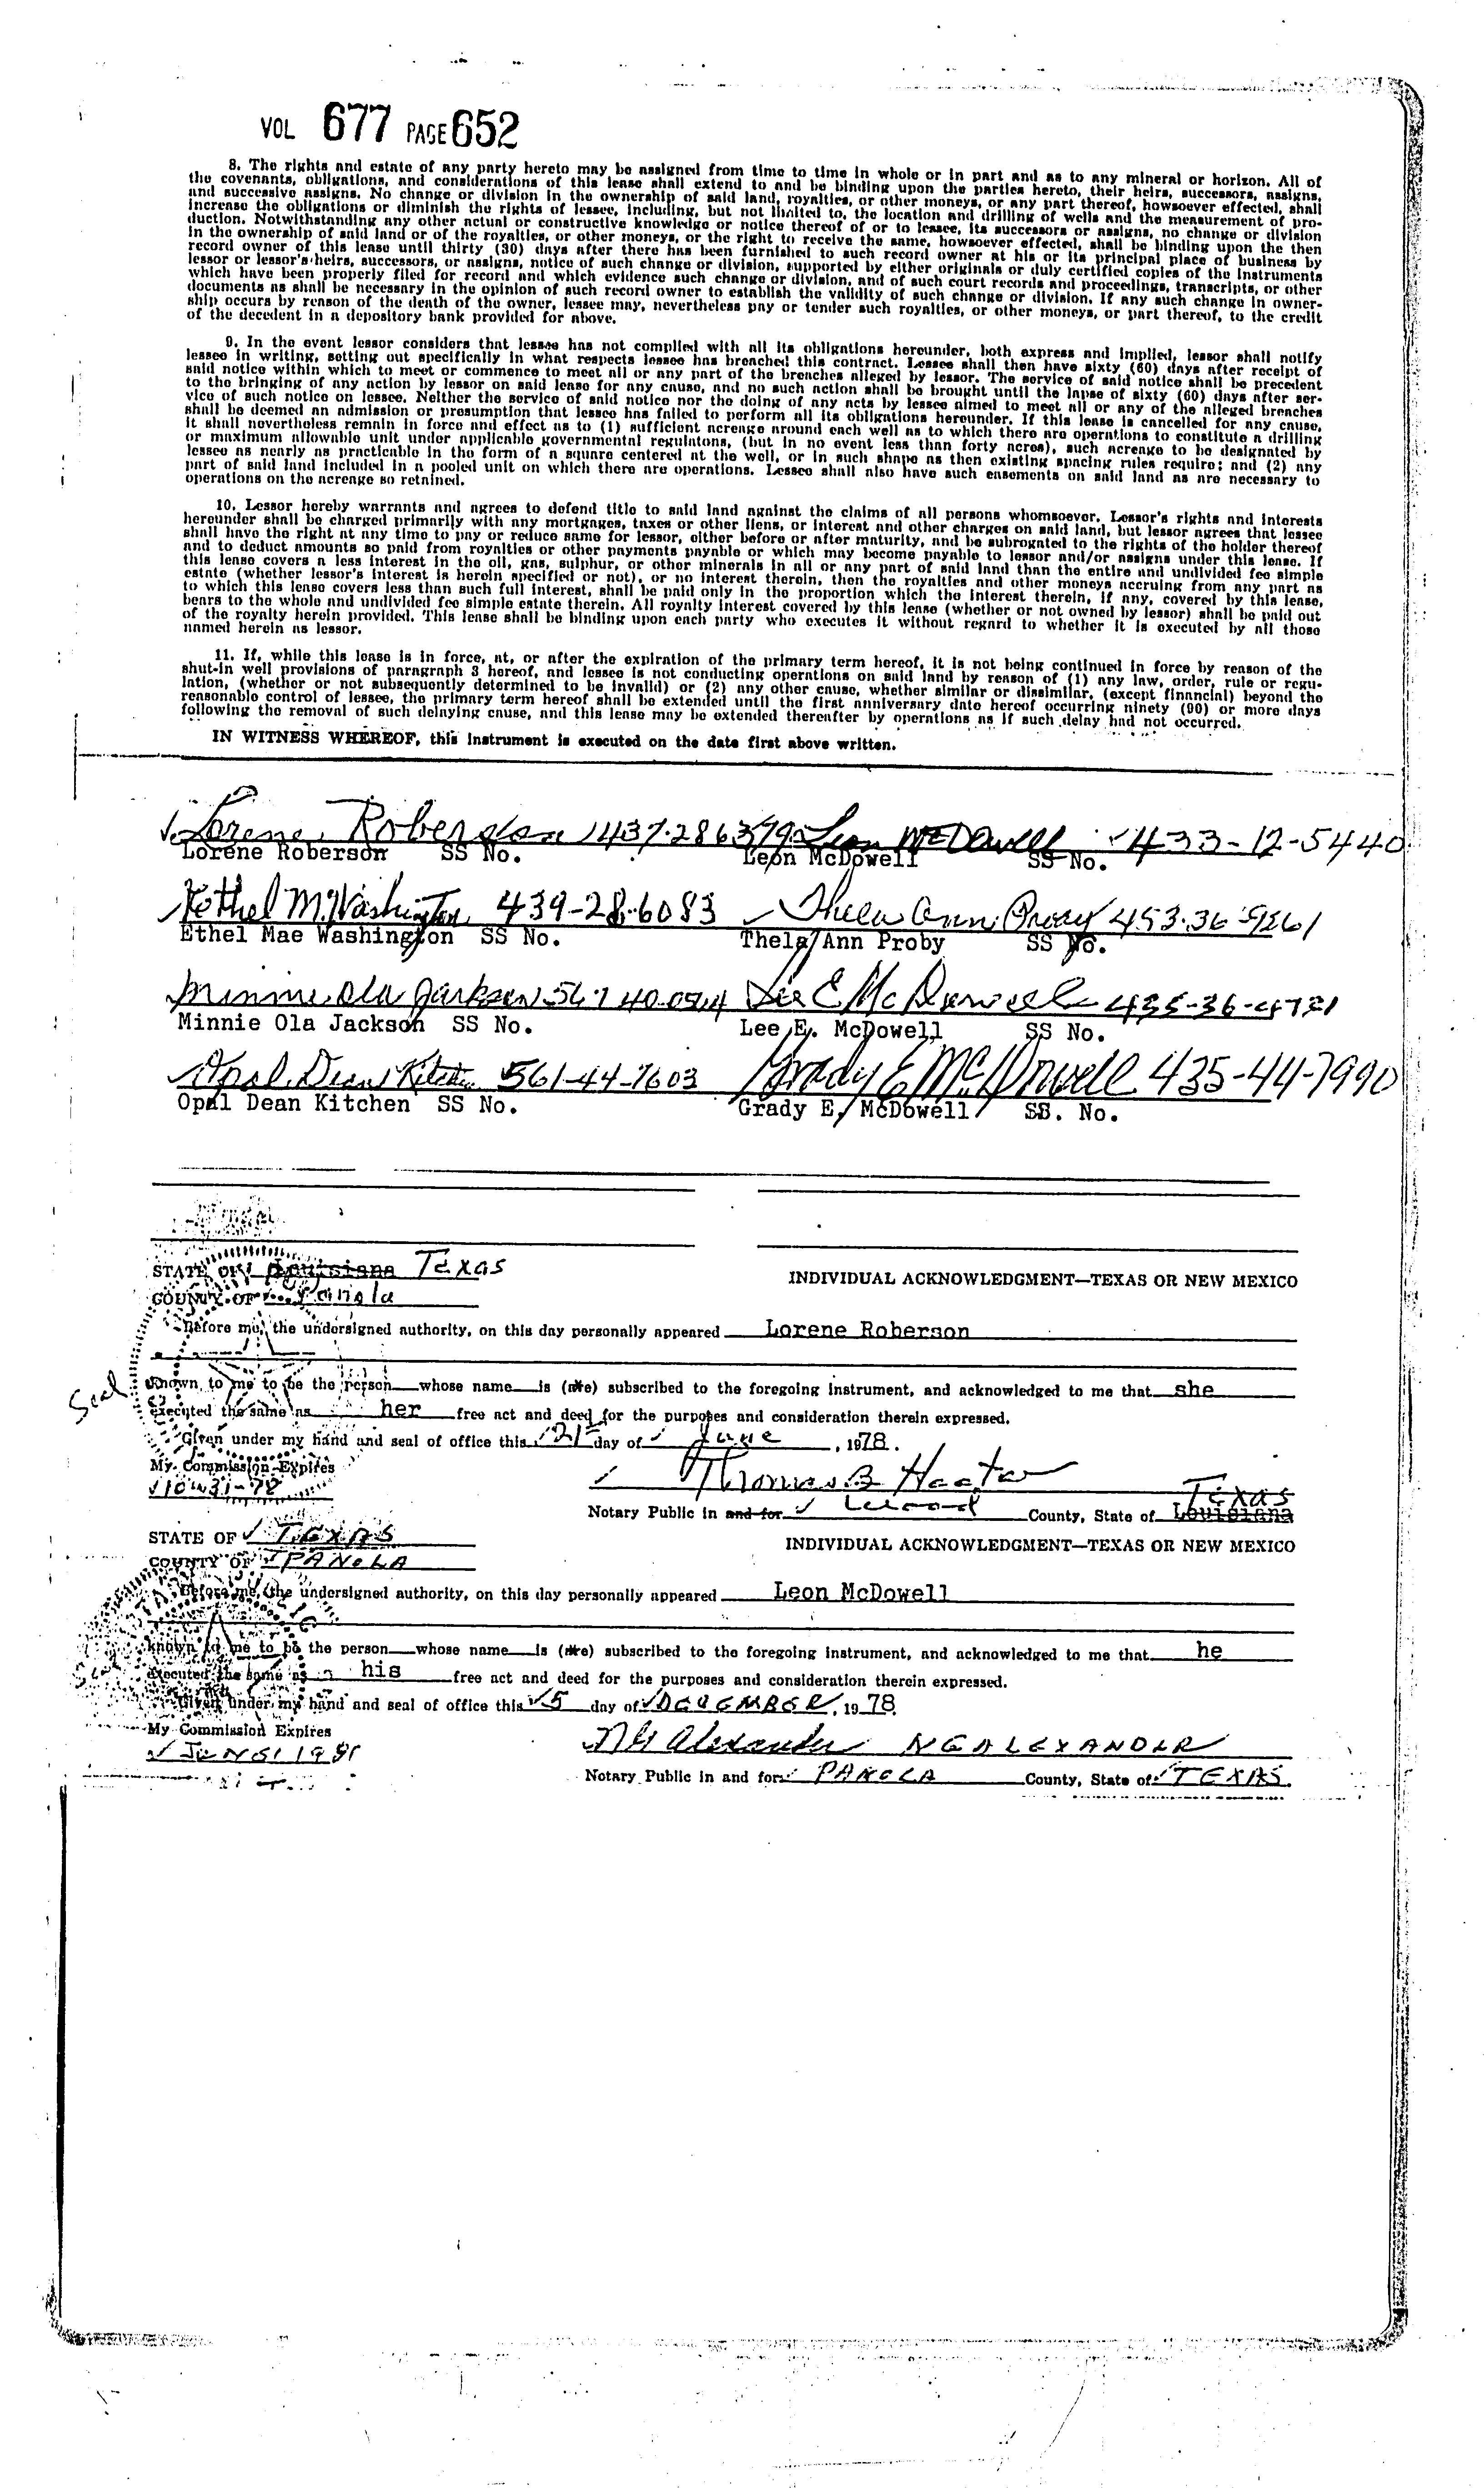 VOL 677 PAGE 652
8. The rights and estate of any party hereto may be assigned from time to time in whole or in part and as to any mineral or horizon. All of
the covenants, obligations, and considerations of this lease shall extend to and be binding upon the parties hereto, their heirs, successors, assigns,
and successive assigns. No change or division in the ownership of said land, royalties, or other moneys, or any part thereof, howsoever effected, shall
increase the obligations or diminish the rights of lessee, including, but not limited to, the location and drilling of wells and the measurement of pro-
duction. Notwithstanding any other actual or constructive knowledge or notice thereof of or to lessee, its successors or assigns, no change or division
in the ownership of said land or of the royalties, or other moneys, or the right to receive the same, howsoever effected, shall be binding upon the then
record owner of this lease until thirty (30) days after there has been furnished to such record owner at his or its principal place of business by
lessor or lessor's heirs, successors, or assigns, notice of such change or division, supported by either originals or duly certified copies of the instruments
which have been properly filed for record and which evidence such change or division, and of such court records and proceedings, transcripts, or other
documents as shall be necessary in the opinion of such record owner to establish the validity of such change or division. If any such change in owner-
ship occurs by reason of the death of the owner, lessee may, nevertheless pay or tender such royalties, or other moneys, or part thereof, to the credit
of the decedent in a depository bank provided for above.
9. In the event lessor considers that lessee has not complied with all its obligations hereunder, both express and implied, lessor shall notify
lessee in writing, setting out specifically in what respects lessee has breached this contract. Lessee shall then have sixty (60) days after receipt of
said notice within which to meet or commence to meet all or any part of the breaches alleged by lessor. The service of said notice shall be precedent
to the bringing of any action by lessor on said lease for any cause, and no such action shall be brought until the lapse of sixty (60) days after ser-
vice of such notice on lessee. Neither the service of said notice nor the doing of any acts by lessee aimed to meet all or any of the alleged breaches
shall be deemed an admission or presumption that lessee has failed to perform all its obligations hereunder. If this lease is cancelled for any cause,
it shall nevertheless remain in force and effect as to (1) sufficient acreage around each well as to which there are operations to constitute a drilling
or maximum allowable unit under applicable governmental regulatons, (but in no event less than forty acres), such acreage to be designated by
lessee as nearly as practicable in the form of a square centered at the well, or in such shape as then existing spacing rules require; and (2) any
part of said land included in a pooled unit on which there are operations. Lessee shall also have such easements on said land as are necessary to
operations on the acreage so retained.
10. Lessor hereby warrants and agrees to defend title to said land against the claims of all persons whomsoever. Lessor's rights and interests
hereunder shall be charged primarily with any mortgages, taxes or other liens, or interest and other charges on said land, but lessor agrees that lessee
shall have the right at any time to pay or reduce same for lessor, either before or after maturity, and be subrogated to the rights of the holder thereof
and to deduct amounts so paid from royalties or other payments payable or which may become payable to lessor and/or assigns under this lease. If
this lease covers a less interest in the oil, gas, sulphur, or other minerals in all or any part of said land than the entire and undivided fee simple
estate (whether lessor's interest is herein specified or not), or no interest therein, then the royalties and other moneys accruing from any part as
to which this lease covers less than such full interest, shall be paid only in the proportion which the interest therein, if any, covered by this lease,
bears to the whole and undivided fee simple estate therein. All royalty interest covered by this lease (whether or not owned by lessor) shall be paid out
of the royalty herein provided. This lease shall be binding upon each party who executes it without regard to whether it is executed by all those
named herein as lessor.
11. If, while this lease is in force, at, or after the expiration of the primary term hereof, it is not being continued in force by reason of the
shut-in well provisions of paragraph 3 hereof, and lessee is not conducting operations on said land by reason of (1) any law, order, rule or regu-
lation, (whether or not subsequently determined to be invalid) or (2) any other cause, whether similar or dissimilar, (except financial) beyond the
reasonable control of lessee, the primary term hereof shall be extended until the first anniversary date hereof occurring ninety (90) or more days
following the removal of such delaying cause, and this lease may be extended thereafter by operations as if such delay had not occurred.
IN WITNESS WHEREOF, this instrument is executed on the date first above written.
Lorene Roberson 437-286379 Leon McDowell 433-12-5440
Lorene Roberson SS No. Leon McDowell SS No.
Ethel M. Washington 439-28-6083 Thela Ann Proby
Ethel Mae Washington SS No. Thela Ann Proby SS No.
Minnie Ola Jackson Lee E McDowell
Minnie Ola Jackson SS No. Lee E. McDowell SS No.
Opal Dean Kitchen 561-44-7603 Grady E. McDowell 435-44-7990
Opal Dean Kitchen SS No. Grady E. McDowell SS. No.
STATE OF Louisiana Texas
INDIVIDUAL ACKNOWLEDGMENT—TEXAS OR NEW MEXICO
COUNTY OF Panola
Before me, the undersigned authority, on this day personally appeared Lorene Roberson
Seal
known to me to be the person whose name is (are) subscribed to the foregoing instrument, and acknowledged to me that she
executed the same as her free act and deed for the purposes and consideration therein expressed.
Given under my hand and seal of office this 21st day of June, 1978.
My Commission Expires
10-31-78
Thomas B Heator
Texas
Notary Public in and for County, State of Louisiana
STATE OF TEXAS
INDIVIDUAL ACKNOWLEDGMENT—TEXAS OR NEW MEXICO
COUNTY OF PANOLA
Before me, the undersigned authority, on this day personally appeared Leon McDowell
known to me to be the person whose name is (are) subscribed to the foregoing instrument, and acknowledged to me that he
executed the same as his free act and deed for the purposes and consideration therein expressed.
Given under my hand and seal of office this 5 day of DECEMBER, 1978.
My Commission Expires
NG Alexander NG ALEXANDER
Notary Public in and for PANOLA County, State of TEXAS.